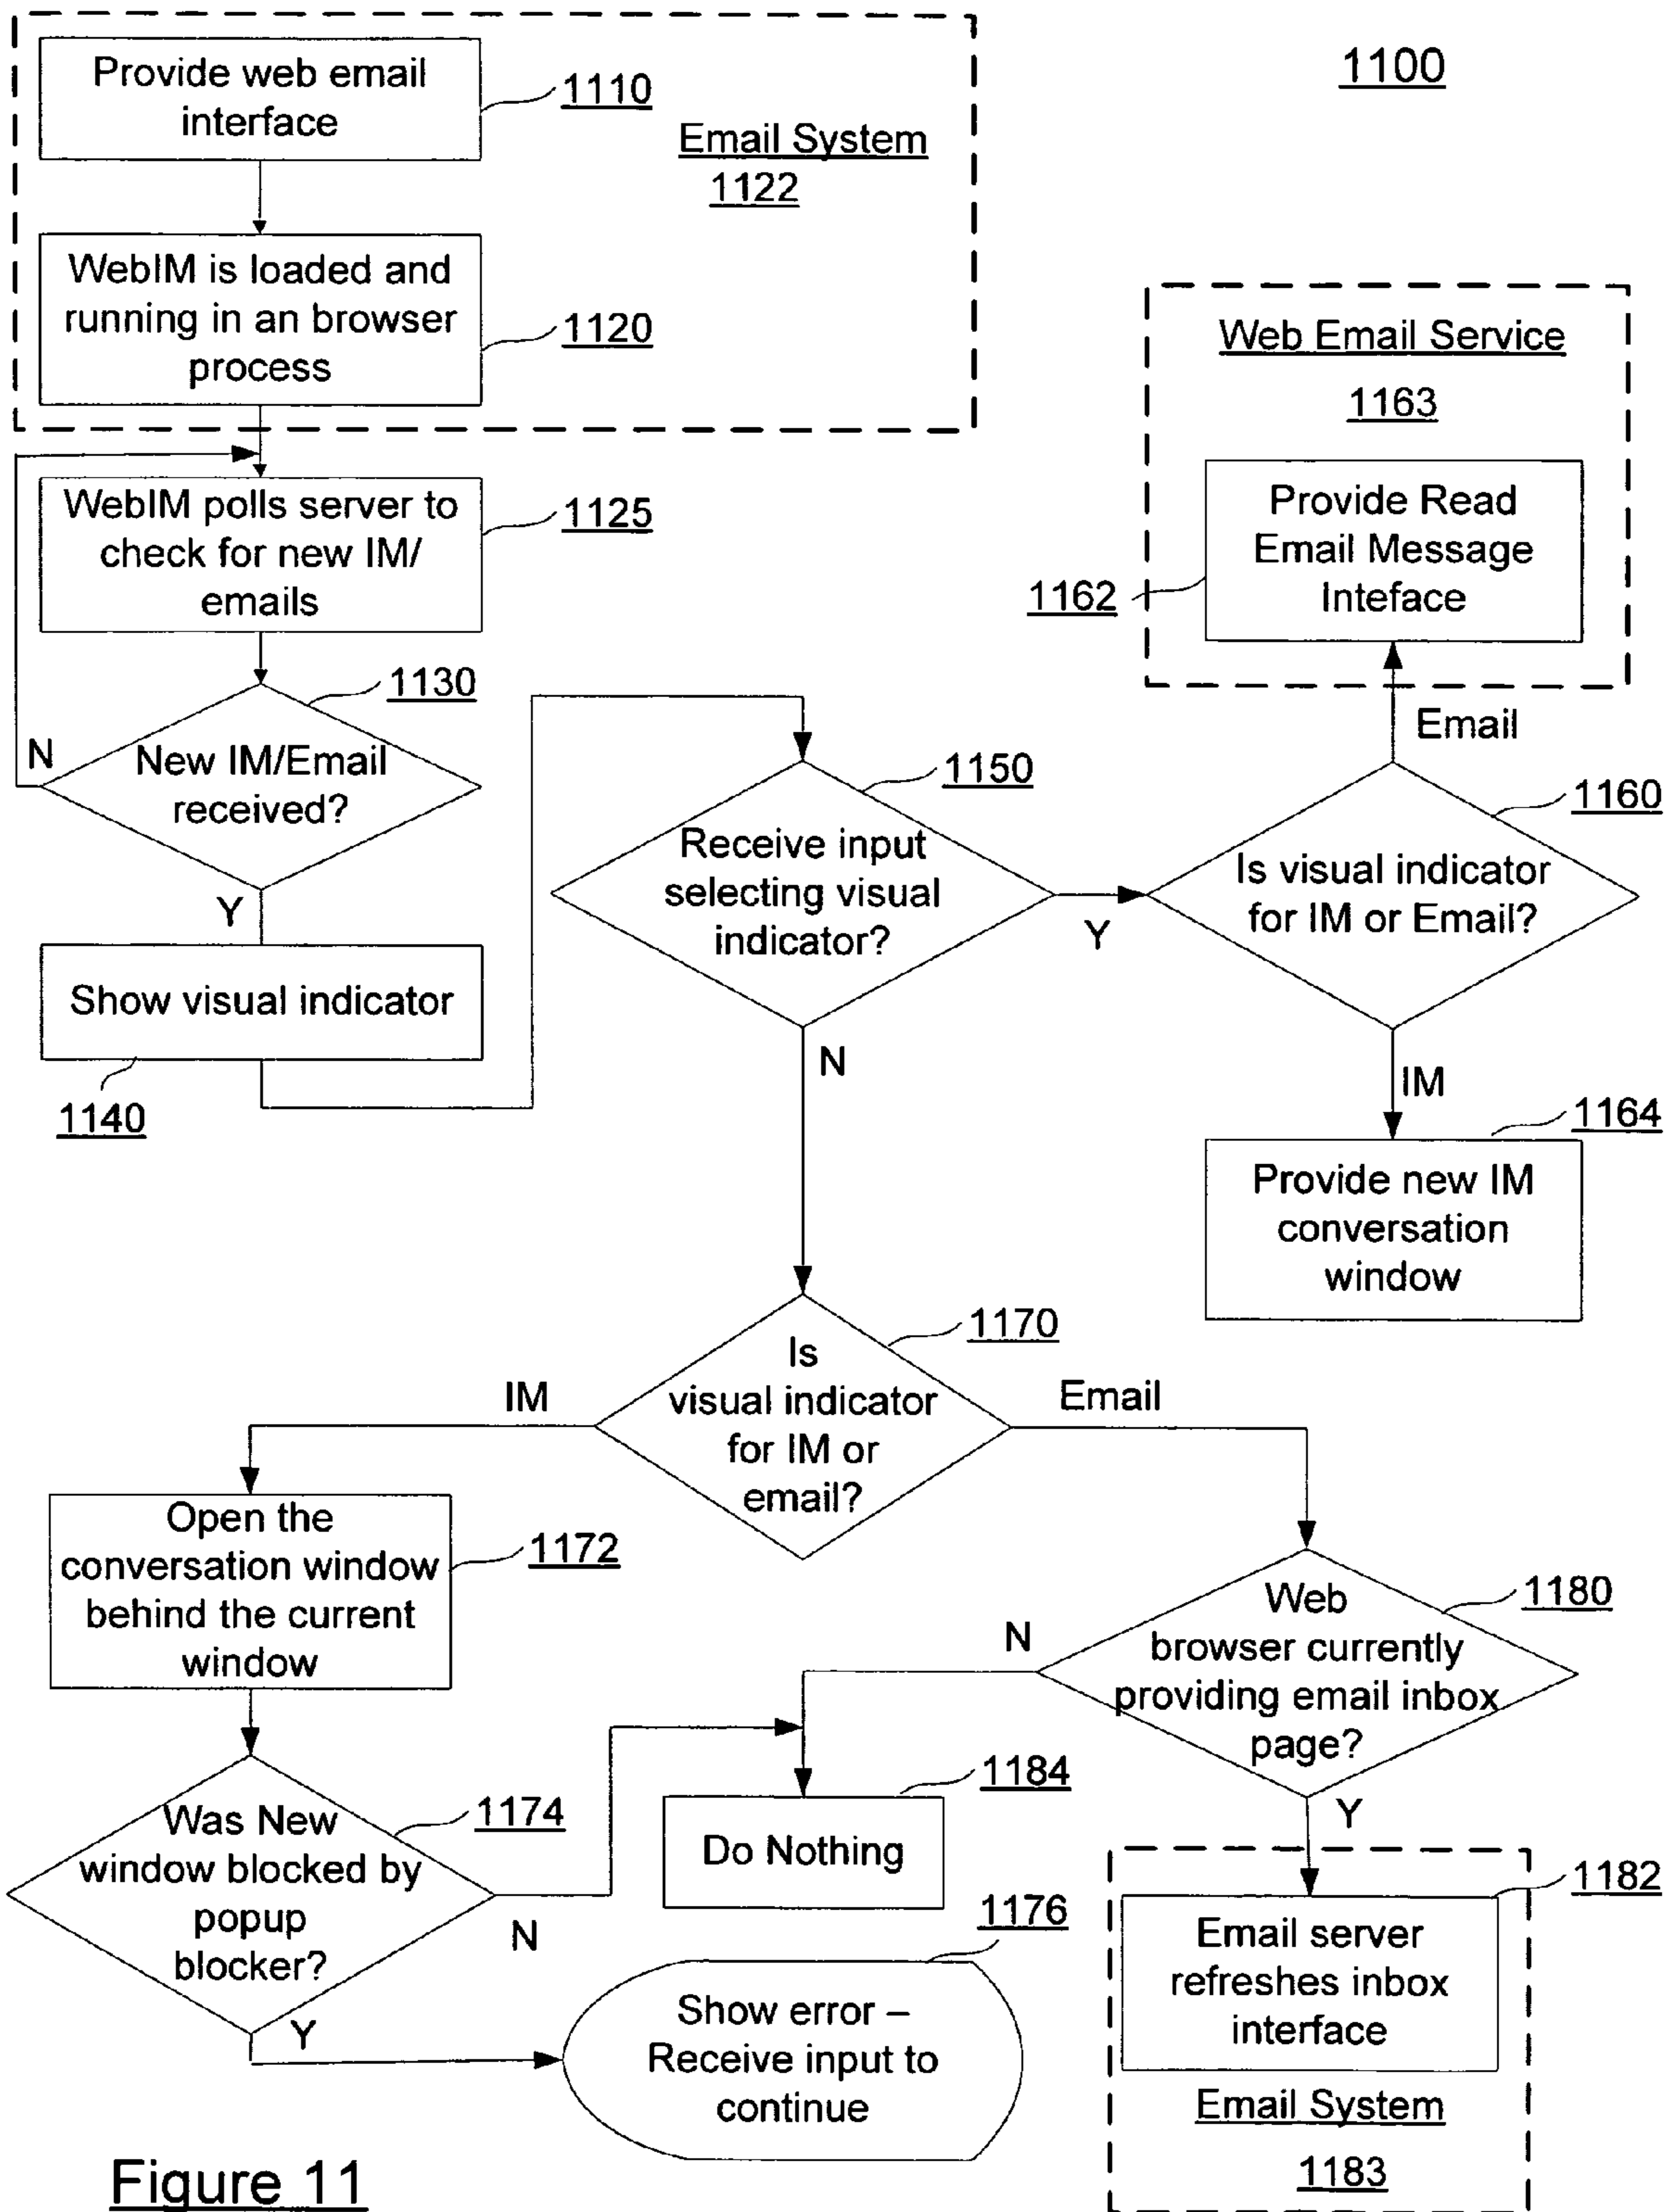 1100
Provide web email
interface
1110
Email System
1122
WebIM is loaded and
running in an browser
process
1120
Web Email Service
1163
Provide Read
Email Message
Inteface
1162
WebIM polls server to
check for new IM/
emails
1125
1130
New IM/Email
received?
N
Y
Show visual indicator
1140
1150
Receive input
selecting visual
indicator?
Y
N
Email
1160
Is visual indicator
for IM or Email?
IM
1164
Provide new IM
conversation
window
1170
Is
visual indicator
for IM or
email?
IM
Email
Open the
conversation window
behind the current
window
1172
1180
Web
browser currently
providing email inbox
page?
N
Y
1174
Was New
window blocked by
popup
blocker?
N
Y
1184
Do Nothing
1176
Show error –
Receive input to
continue
1182
Email server
refreshes inbox
interface
Email System
1183
Figure 11